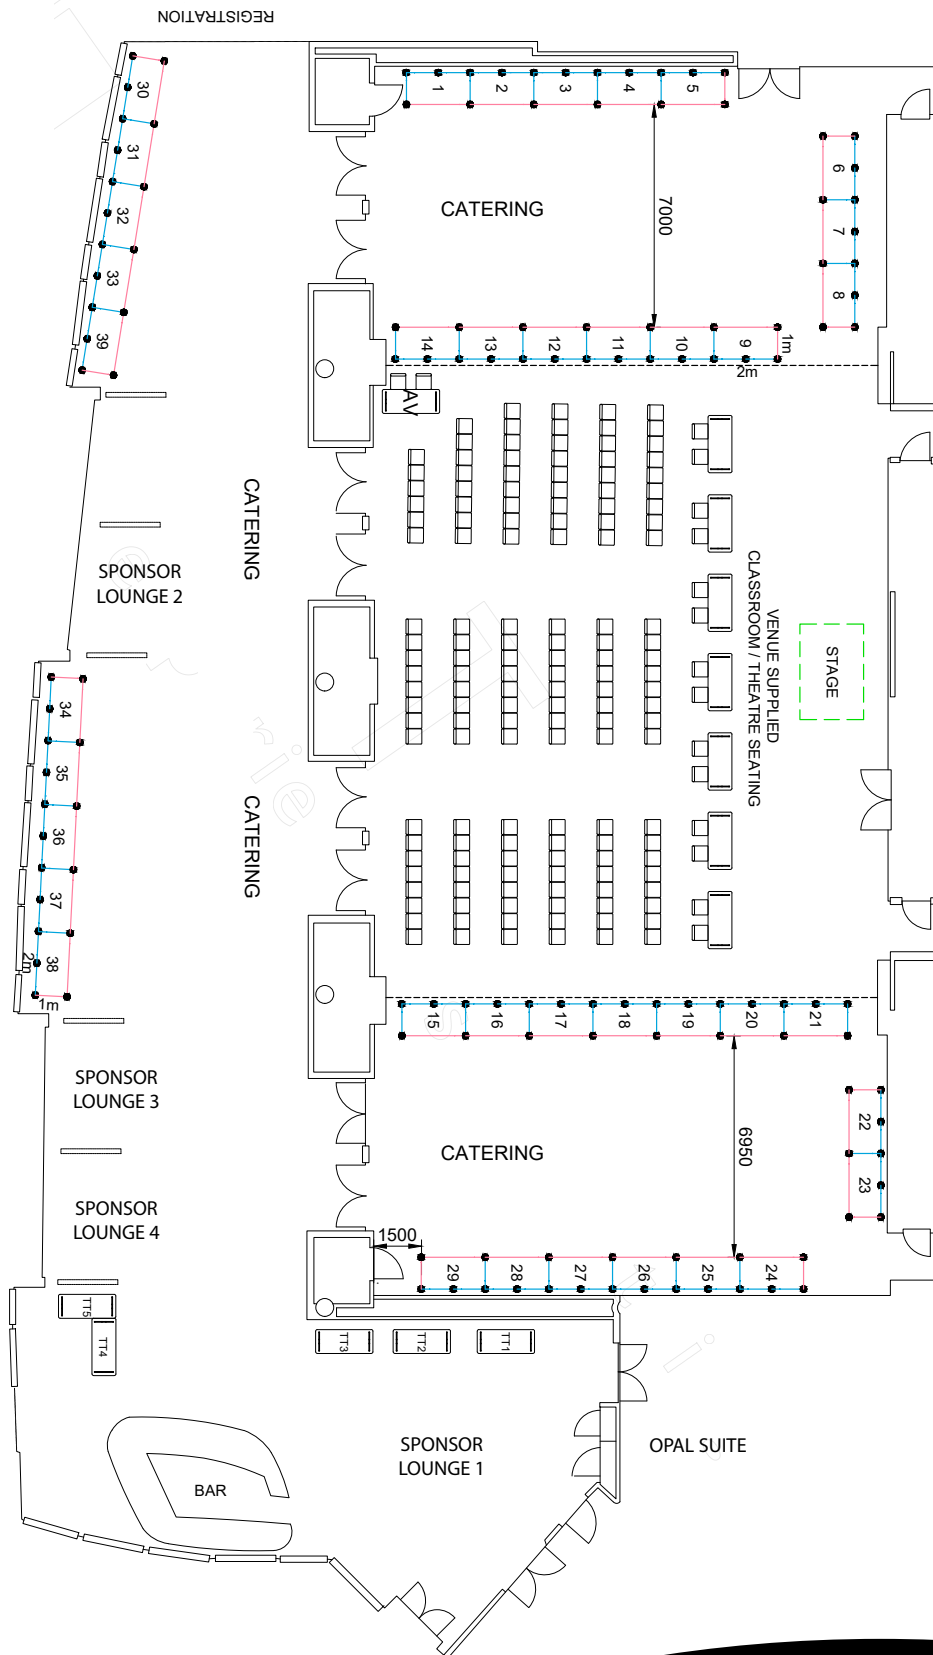 REGISTRATION
30
31
32
33
39
1
2
3
4
5
6
7
8
CATERING
7000
14
13
12
11
10
9
1m
2m
AV
CATERING
SPONSOR
LOUNGE 2
VENUE SUPPLIED
CLASSROOM / THEATRE SEATING
STAGE
34
35
36
37
38
2m
1m
CATERING
15
16
17
18
19
20
21
SPONSOR
LOUNGE 3
CATERING
6950
22
23
SPONSOR
LOUNGE 4
1500
29
28
27
26
25
24
TT5
TT4
TT3
TT2
TT1
SPONSOR
LOUNGE 1
OPAL SUITE
BAR